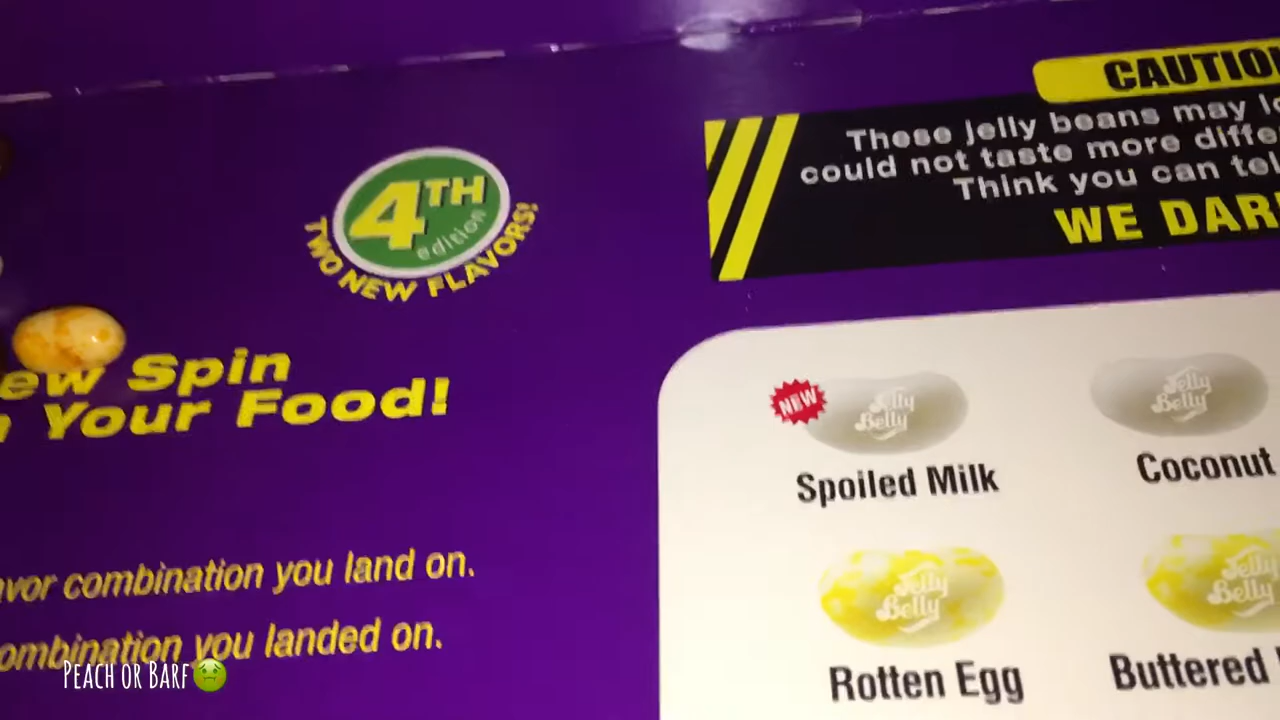 4TH
edition
TWO NEW FLAVORS!
CAUTIO
These jelly beans may lo
could not taste more diffe
Think you can tel
WE DAR
ew Spin
Your Food!
NEW
Jelly
Belly
Jelly
Belly
Spoiled Milk
Coconut
vor combination you land on.
ombination you landed on.
Jelly
Belly
Jelly
Belly
Rotten Egg
Buttered
PEACH OR BARF🤢